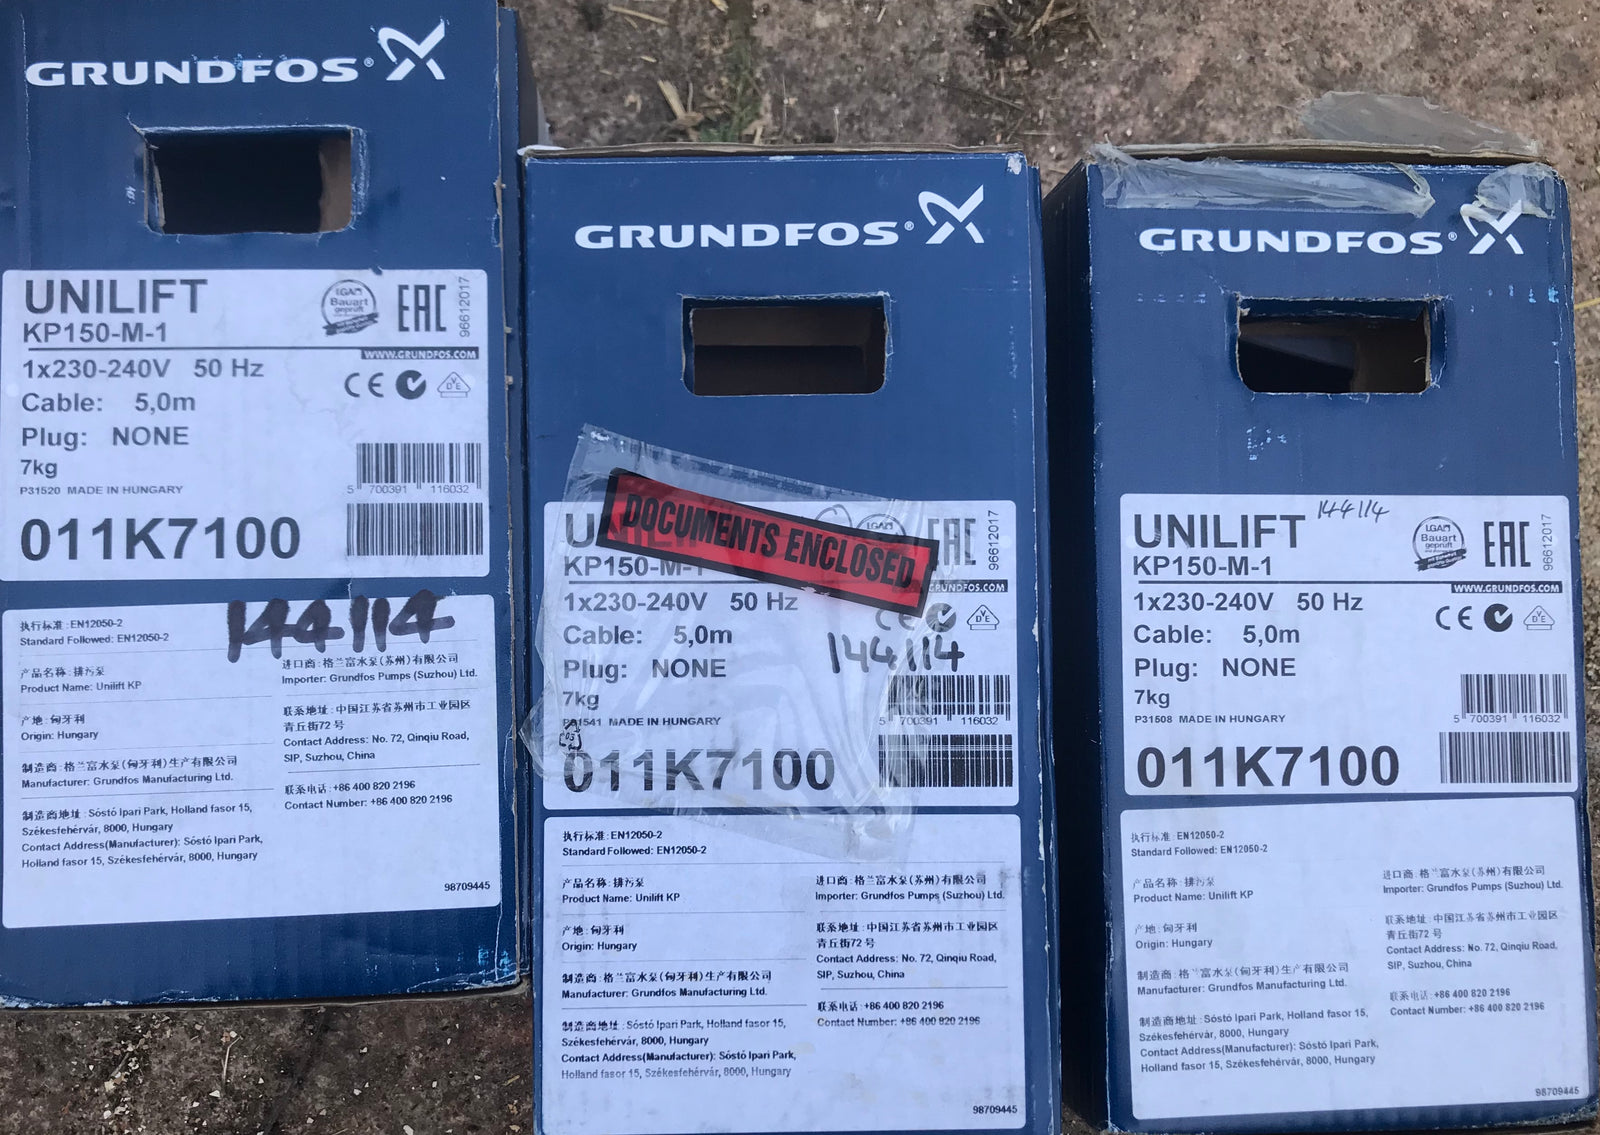 GRUNDFOS®
UNILIFT
KP150-M-1
LGA
Bauart
geprüft
EAC
96612017
WWW.GRUNDFOS.COM
1x230-240V 50 Hz
CE
VDE
Cable: 5,0m
Plug: NONE
7kg
P31520 MADE IN HUNGARY
5 700391 116032
011K7100
144114
执行标准:EN12050-2
Standard Followed: EN12050-2
产品名称:排污泵
Product Name: Unilift KP
产地:匈牙利
Origin: Hungary
制造商:格兰富水泵(匈牙利)生产有限公司
Manufacturer: Grundfos Manufacturing Ltd.
制造商地址:Sóstó Ipari Park, Holland fasor 15,
Székesfehérvár, 8000, Hungary
Contact Address(Manufacturer): Sóstó Ipari Park,
Holland fasor 15, Székesfehérvár, 8000, Hungary
进口商:格兰富水泵(苏州)有限公司
Importer: Grundfos Pumps (Suzhou) Ltd.
联系地址:中国江苏省苏州市工业园区
青丘街72号
Contact Address: No. 72, Qinqiu Road,
SIP, Suzhou, China
联系电话:+86 400 820 2196
Contact Number: +86 400 820 2196
98709445
GRUNDFOS®
DOCUMENTS ENCLOSED
KP150-M-1
LGA
EAC
96612017
GRUNDFOS.COM
1x230-240V 50 Hz
CE
VDE
Cable: 5,0m
144114
Plug: NONE
7kg
P31541 MADE IN HUNGARY
5 700391 116032
011K7100
执行标准:EN12050-2
Standard Followed: EN12050-2
产品名称:排污泵
Product Name: Unilift KP
产地:匈牙利
Origin: Hungary
制造商:格兰富水泵(匈牙利)生产有限公司
Manufacturer: Grundfos Manufacturing Ltd.
制造商地址:Sóstó Ipari Park, Holland fasor 15,
Székesfehérvár, 8000, Hungary
Contact Address(Manufacturer): Sóstó Ipari Park,
Holland fasor 15, Székesfehérvár, 8000, Hungary
进口商:格兰富水泵(苏州)有限公司
Importer: Grundfos Pumps (Suzhou) Ltd.
联系地址:中国江苏省苏州市工业园区
青丘街72号
Contact Address: No. 72, Qinqiu Road,
SIP, Suzhou, China
联系电话:+86 400 820 2196
Contact Number: +86 400 820 2196
98709445
GRUNDFOS®
UNILIFT 144114
KP150-M-1
LGA
Bauart
geprüft
EAC
96612017
WWW.GRUNDFOS.COM
1x230-240V 50 Hz
CE
VDE
Cable: 5,0m
Plug: NONE
7kg
P31508 MADE IN HUNGARY
5 700391 116032
011K7100
执行标准:EN12050-2
Standard Followed: EN12050-2
产品名称:排污泵
Product Name: Unilift KP
产地:匈牙利
Origin: Hungary
制造商:格兰富水泵(匈牙利)生产有限公司
Manufacturer: Grundfos Manufacturing Ltd.
制造商地址:Sóstó Ipari Park, Holland fasor 15,
Székesfehérvár, 8000, Hungary
Contact Address(Manufacturer): Sóstó Ipari Park,
Holland fasor 15, Székesfehérvár, 8000, Hungary
进口商:格兰富水泵(苏州)有限公司
Importer: Grundfos Pumps (Suzhou) Ltd.
联系地址:中国江苏省苏州市工业园区
青丘街72号
Contact Address: No. 72, Qinqiu Road,
SIP, Suzhou, China
联系电话:+86 400 820 2196
Contact Number: +86 400 820 2196
98709445